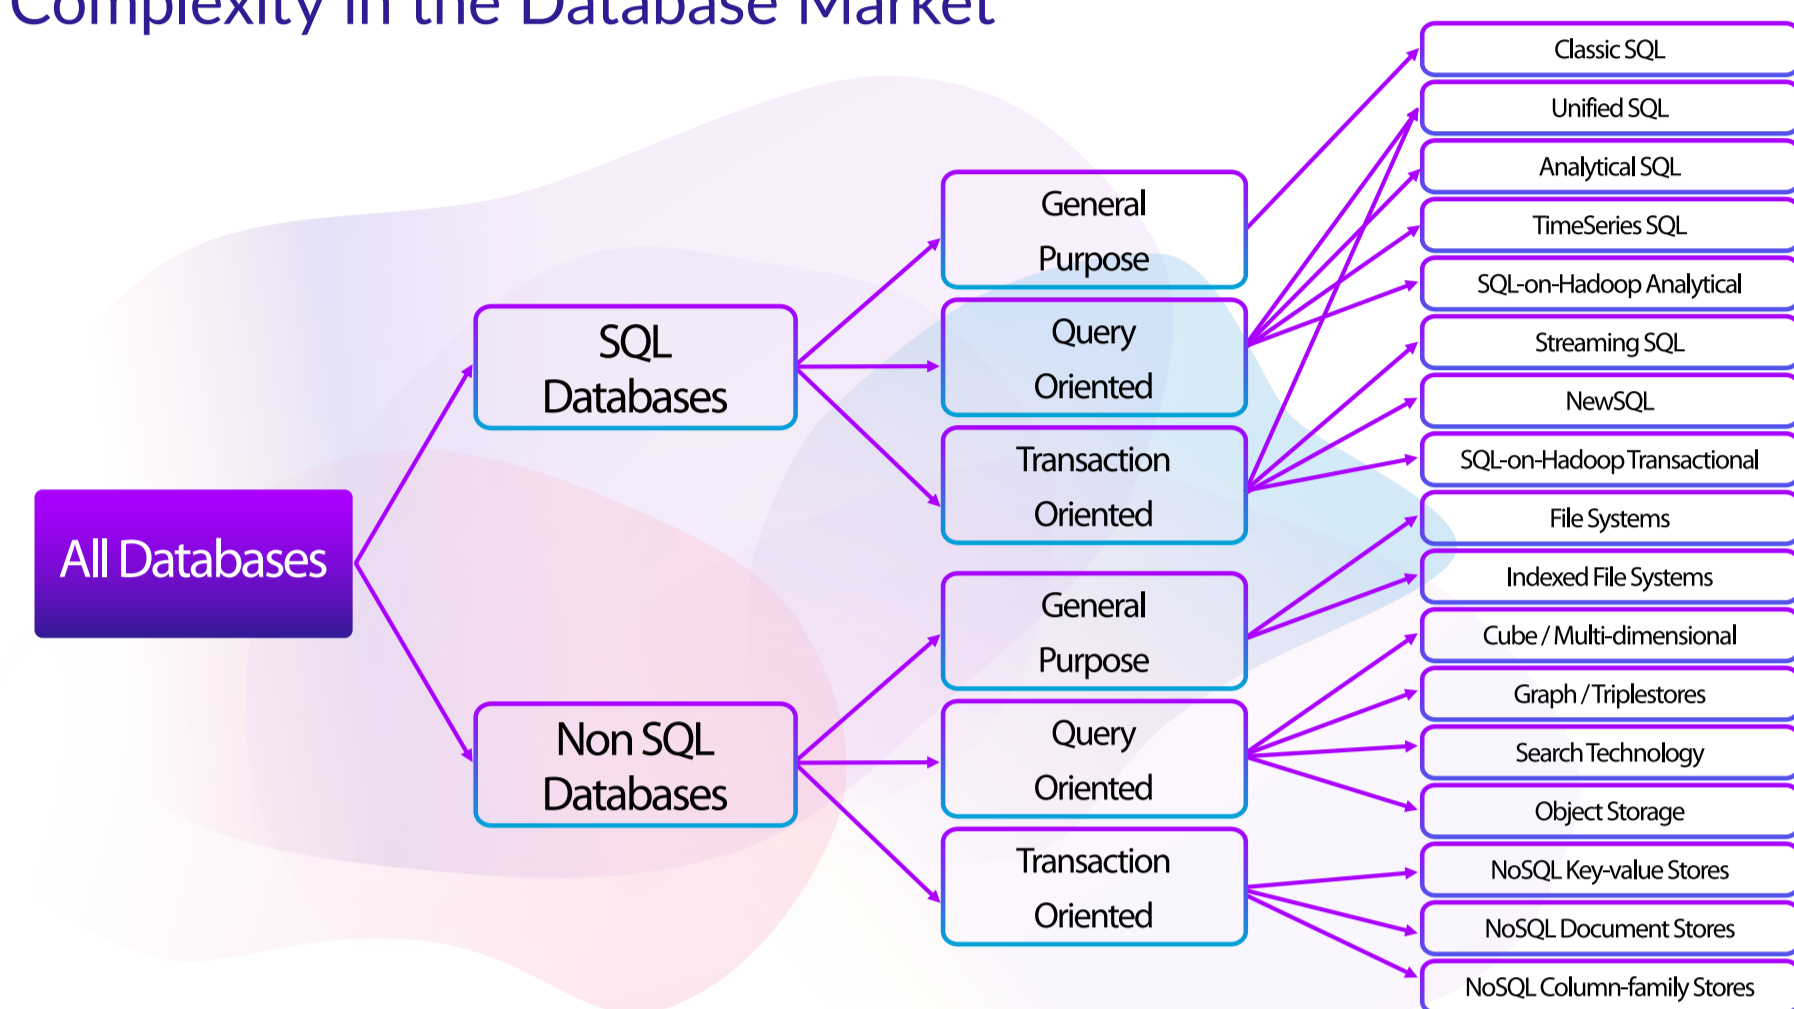 Complexity in the Database Market
All Databases
SQL
Databases
Non SQL
Databases
General
Purpose
Query
Oriented
Transaction
Oriented
General
Purpose
Query
Oriented
Transaction
Oriented
Classic SQL
Unified SQL
Analytical SQL
TimeSeries SQL
SQL-on-Hadoop Analytical
Streaming SQL
NewSQL
SQL-on-Hadoop Transactional
File Systems
Indexed File Systems
Cube / Multi-dimensional
Graph / Triplestores
Search Technology
Object Storage
NoSQL Key-value Stores
NoSQL Document Stores
NoSQL Column-family Stores